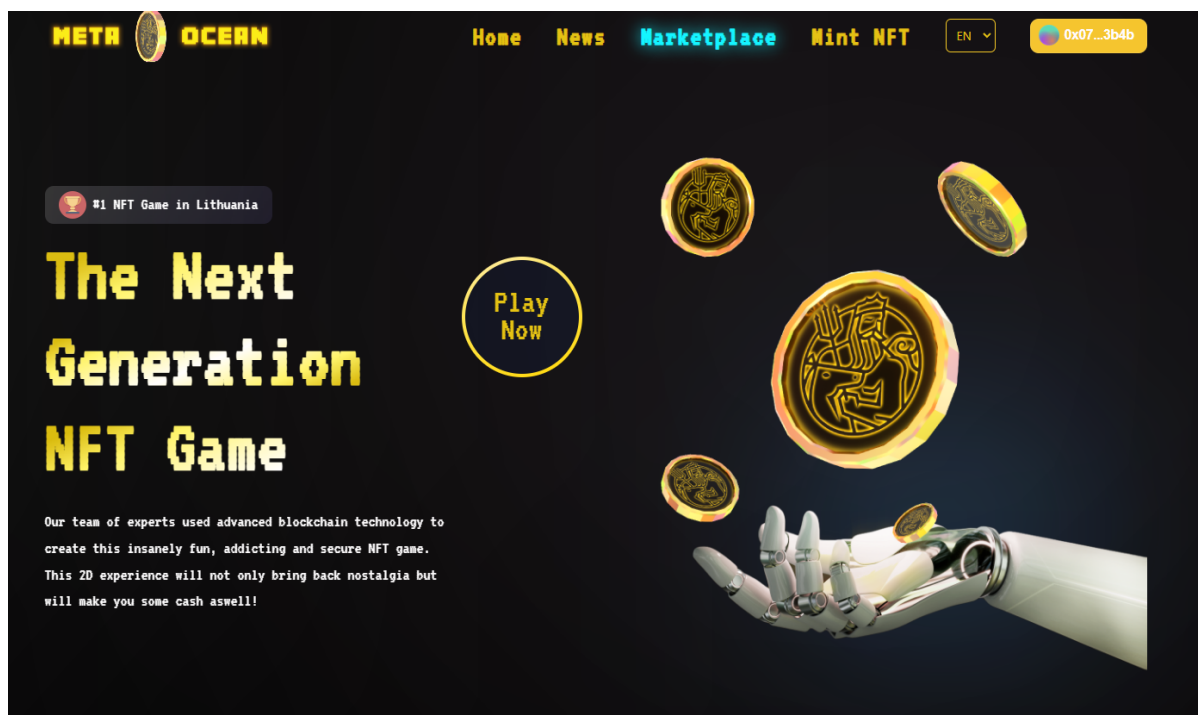 META OCEAN
Home News Marketplace Mint NFT EN 0x07...3b4b
#1 NFT Game in Lithuania
The Next
Generation
NFT Game
Play
Now
Our team of experts used advanced blockchain technology to
create this insanely fun, addicting and secure NFT game.
This 2D experience will not only bring back nostalgia but
will make you some cash aswell!